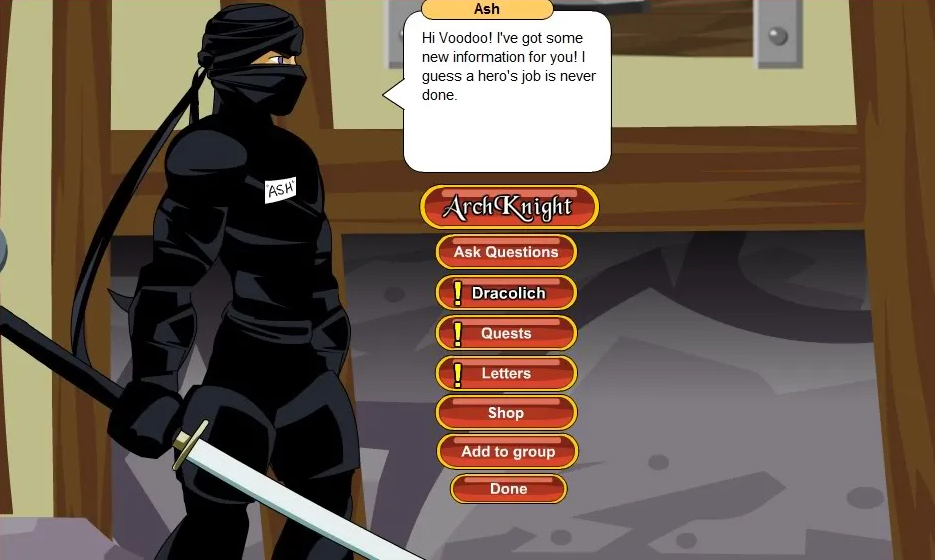 Ash
Hi Voodoo! I've got some
new information for you! I
guess a hero's job is never
done.
"ASH"
ArchKnight
Ask Questions
! Dracolich
! Quests
! Letters
Shop
Add to group
Done